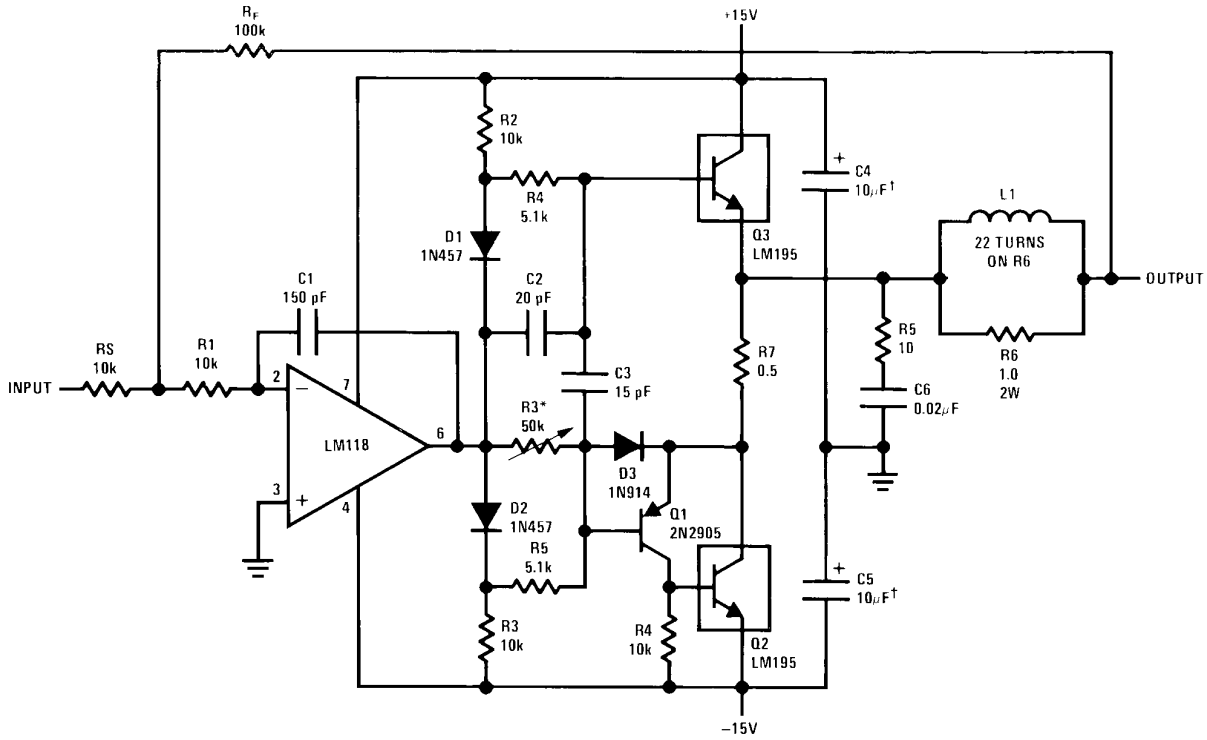 R_F
100k
+15V
R2
10k
R4
5.1k
D1
1N457
Q3
LM195
C4
10μF†
+
L1
22 TURNS
ON R6
OUTPUT
C1
150 pF
C2
20 pF
RS
10k
R1
10k
INPUT
2
7
6
3
4
LM118
−
+
R3*
50k
C3
15 pF
R7
0.5
R5
10
C6
0.02μF
R6
1.0
2W
D3
1N914
D2
1N457
Q1
2N2905
R5
5.1k
R3
10k
R4
10k
Q2
LM195
+
C5
10μF†
−15V